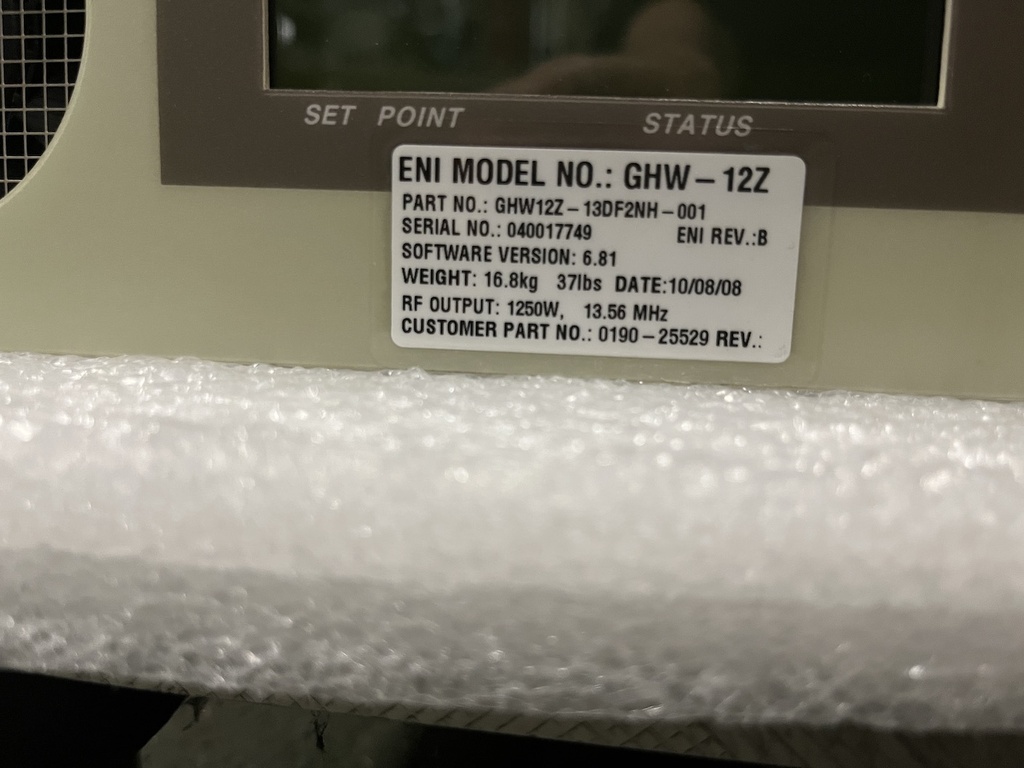 SET POINT STATUS
ENI MODEL NO.: GHW-12Z
PART NO.: GHW12Z-13DF2NH-001
SERIAL NO.: 040017749 ENI REV.:B
SOFTWARE VERSION: 6.81
WEIGHT: 16.8kg 37lbs DATE:10/08/08
RF OUTPUT: 1250W, 13.56 MHz
CUSTOMER PART NO.: 0190-25529 REV.: